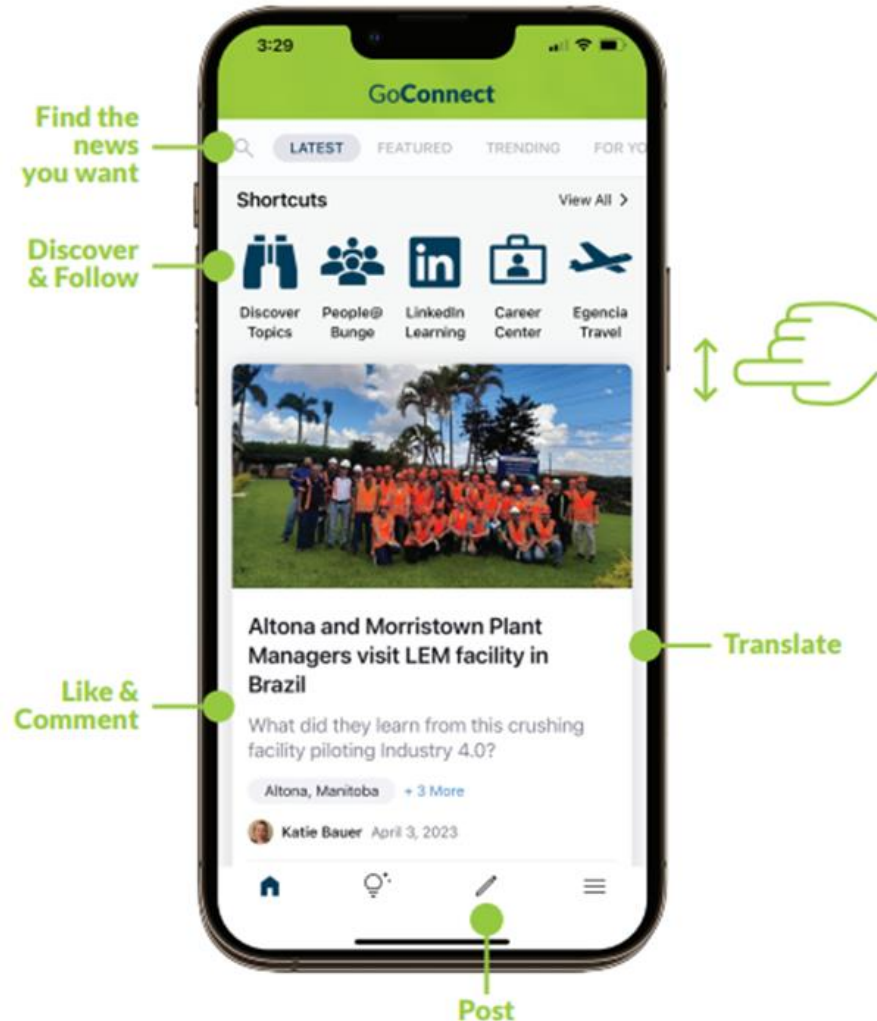 3:29
GoConnect
Find the
news
you want
LATEST FEATURED TRENDING FOR YO
Shortcuts View All >
Discover
& Follow
in
Discover
Topics
People@
Bunge
LinkedIn
Learning
Career
Center
Egencia
Travel
Altona and Morristown Plant
Managers visit LEM facility in
Brazil
Translate
Like &
Comment
What did they learn from this crushing
facility piloting Industry 4.0?
Altona, Manitoba + 3 More
Katie Bauer April 3, 2023
Post